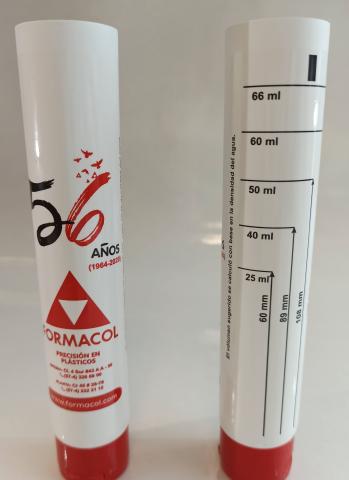 56
AÑOS
(1964-2020)
FORMACOL
PRECISIÓN EN
PLÁSTICOS
www.formacol.com
66 ml
60 ml
50 ml
40 ml
25 ml
60 mm
89 mm
108 mm
El volumen sugerido se calculó con base en la densidad del agua.